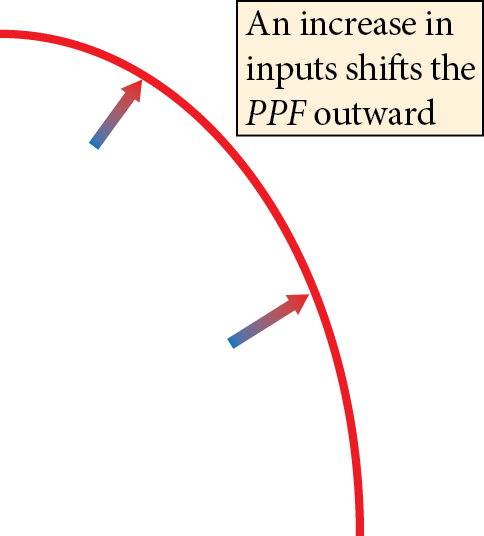 An increase in
inputs shifts the
PPF outward